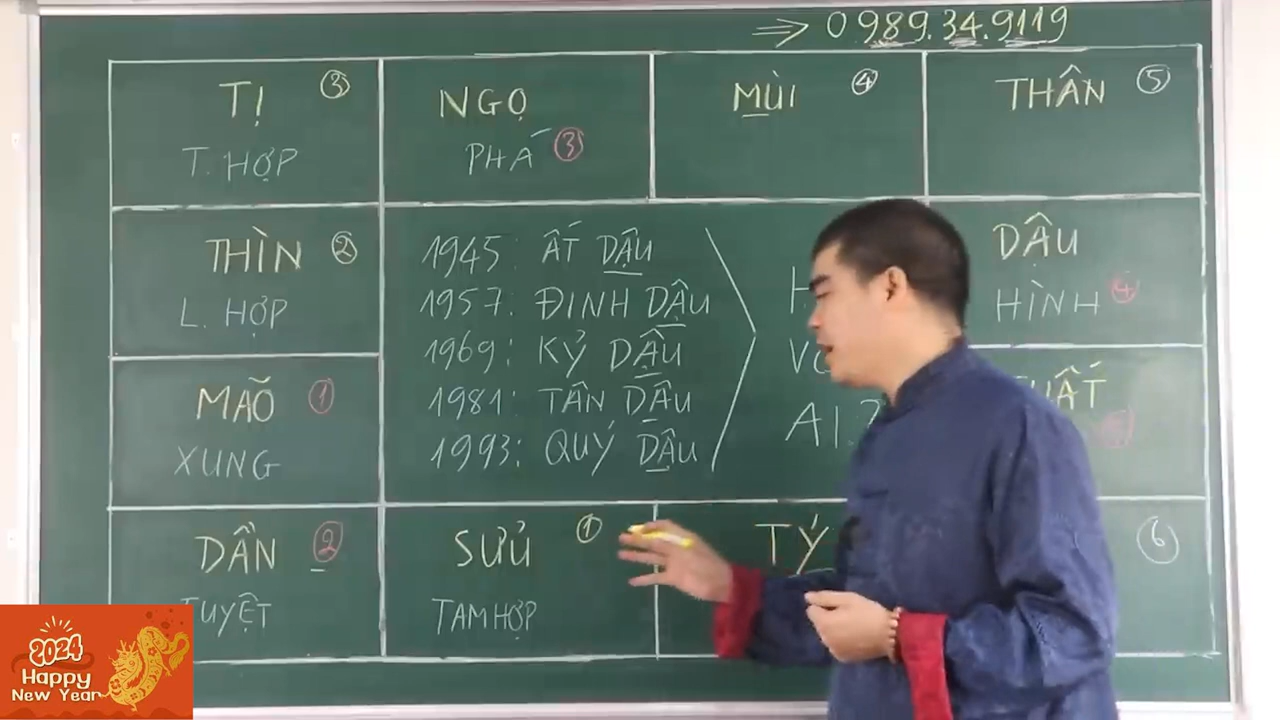 ⇒ 0989.34.9119
TỊ ③
T. HỢP
NGỌ
PHÁ ③
MÙI ④
THÂN ⑤
THÌN ②
L. HỢP
1945: ẤT DẬU
1957: ĐINH DẬU
1969: KỶ DẬU
1981: TÂN DÂU
1993: QUÝ DẬU
DẬU
HÌNH ④
MÃO ①
XUNG
DẦN ②
TUYỆT
SỬU ①
TAM HỢP
TÝ
⑥
2024
Happy
New Year